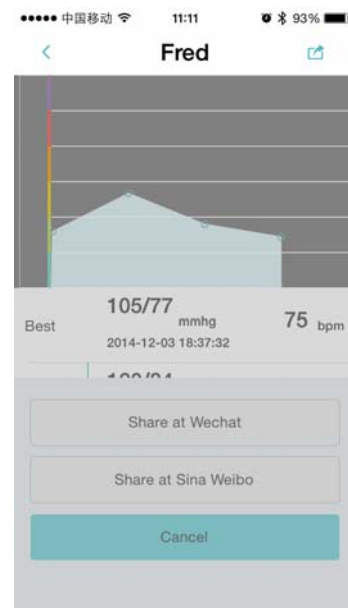 中国移动 11:11 93%
Fred
105/77 mmhg
Best
75 bpm
2014-12-03 18:37:32
Share at Wechat
Share at Sina Weibo
Cancel